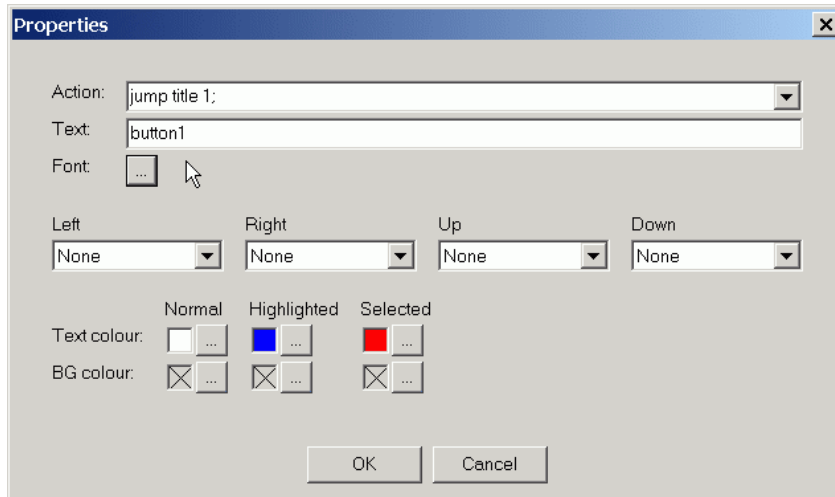 Properties
Action: jump title 1;
Text: button1
Font: ...
Left Right Up Down
None None None None
Normal Highlighted Selected
Text colour: ... ... ...
BG colour: ... ... ...
OK Cancel